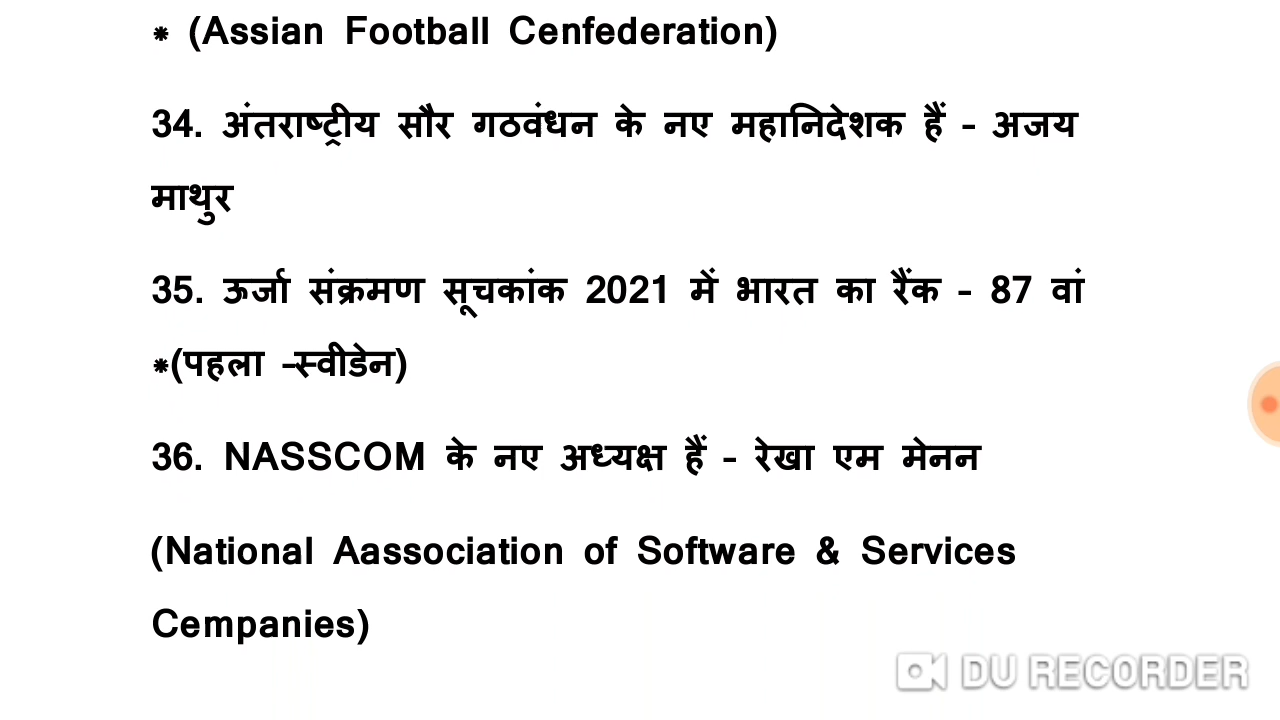 * (Assian Football Cenfederation)
34. अंतराष्ट्रीय सौर गठवंधन के नए महानिदेशक हैं - अजय
माथुर
35. ऊर्जा संक्रमण सूचकांक 2021 में भारत का रैंक - 87 वां
*(पहला -स्वीडेन)
36. NASSCOM के नए अध्यक्ष हैं - रेखा एम मेनन
(National Aassociation of Software & Services
Cempanies)
DU RECORDER